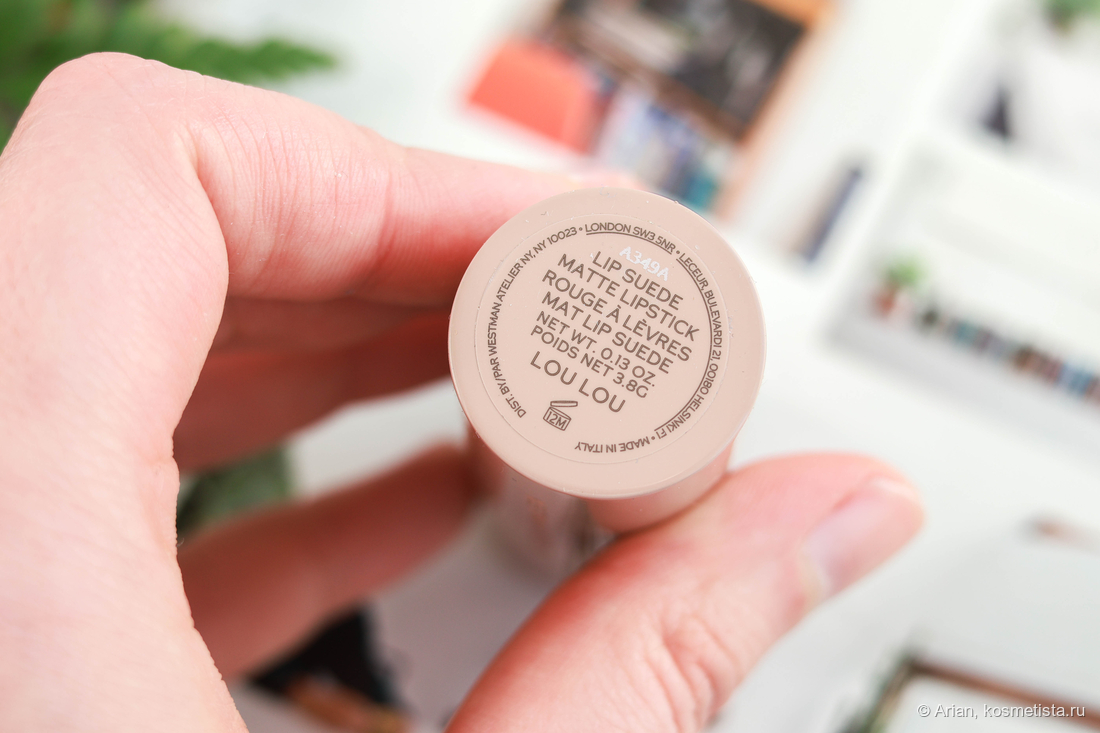 DIST. BY/PAR WESTMAN ATELIER NY, NY 10023 • LONDON SW3 5NR • LECEUR, BULEVARDI 21, 00180 HELSINKI FI • MADE IN ITALY
A349A
LIP SUEDE
MATTE LIPSTICK
ROUGE À LÈVRES
MAT LIP SUEDE
NET WT. 0.13 OZ.
POIDS NET 3.8G
LOU LOU
12M
© Arian, kosmetista.ru